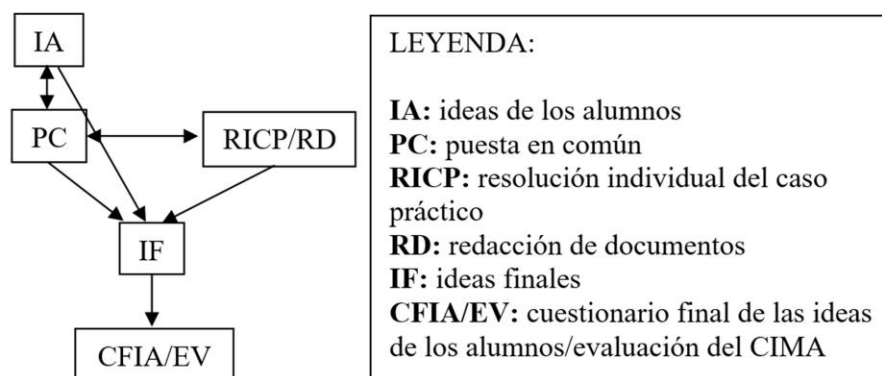 IA
PC
RICP/RD
IF
CFIA/EV
LEYENDA:
IA: ideas de los alumnos
PC: puesta en común
RICP: resolución individual del caso
práctico
RD: redacción de documentos
IF: ideas finales
CFIA/EV: cuestionario final de las ideas
de los alumnos/evaluación del CIMA